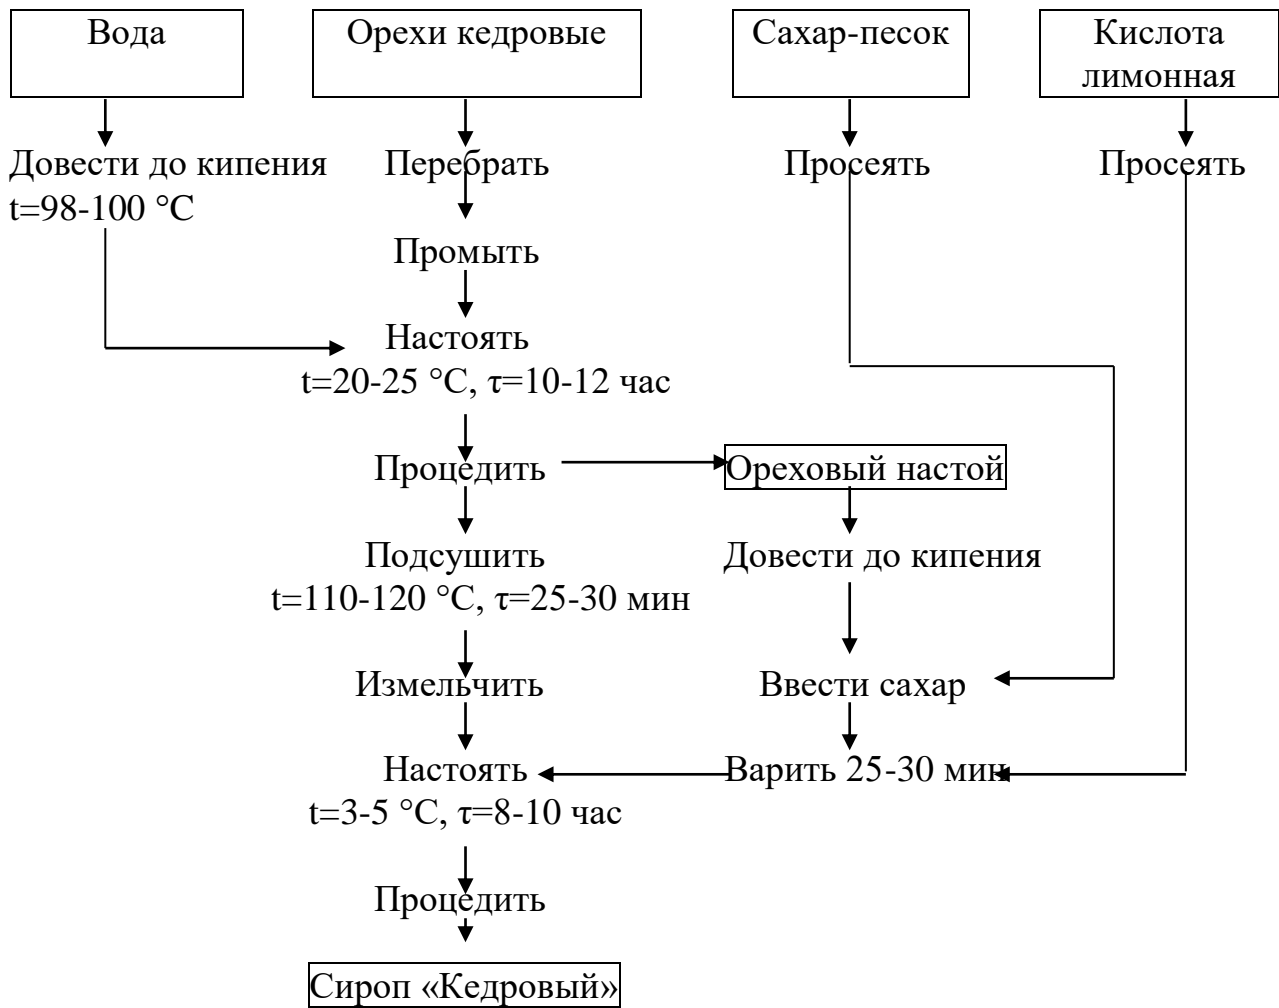 Вода
Орехи кедровые
Сахар-песок
Кислота
лимонная
Довести до кипения
t=98-100 °С
Перебрать
Просеять
Просеять
Промыть
Настоять
t=20-25 °С, τ=10-12 час
Процедить
Ореховый настой
Подсушить
t=110-120 °С, τ=25-30 мин
Довести до кипения
Измельчить
Ввести сахар
Настоять
t=3-5 °С, τ=8-10 час
Варить 25-30 мин
Процедить
Сироп «Кедровый»